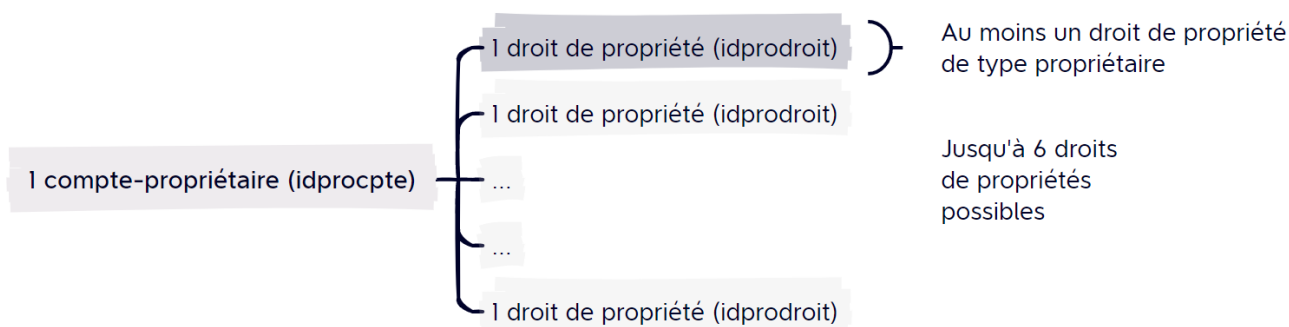 1 droit de propriété (idprodroit)
Au moins un droit de propriété
de type propriétaire
1 droit de propriété (idprodroit)
Jusqu'à 6 droits
de propriétés
possibles
1 compte-propriétaire (idprocpte)
...
...
1 droit de propriété (idprodroit)